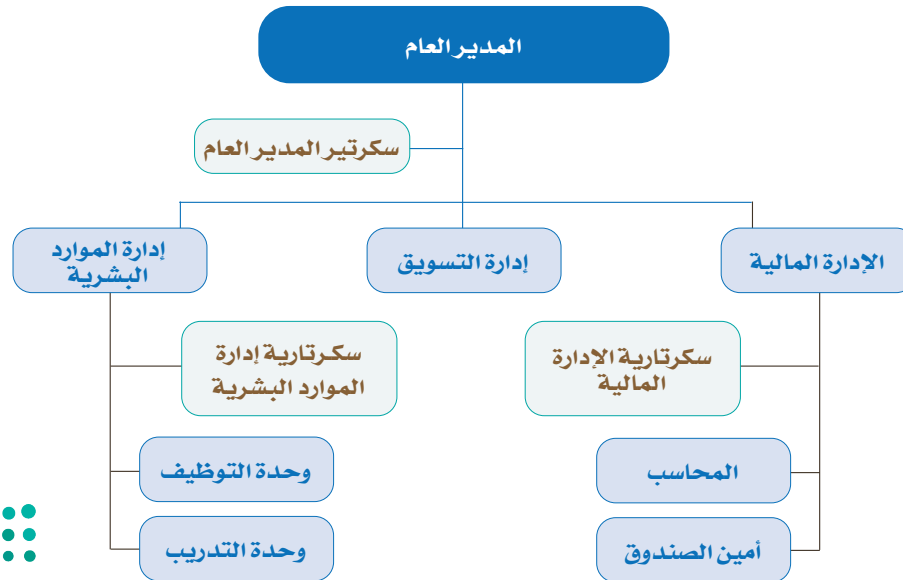 المدير العام
سكرتير المدير العام
الإدارة المالية
إدارة التسويق
إدارة الموارد
البشرية
سكرتارية الإدارة
المالية
سكرتارية إدارة
الموارد البشرية
المحاسب
وحدة التوظيف
أمين الصندوق
وحدة التدريب